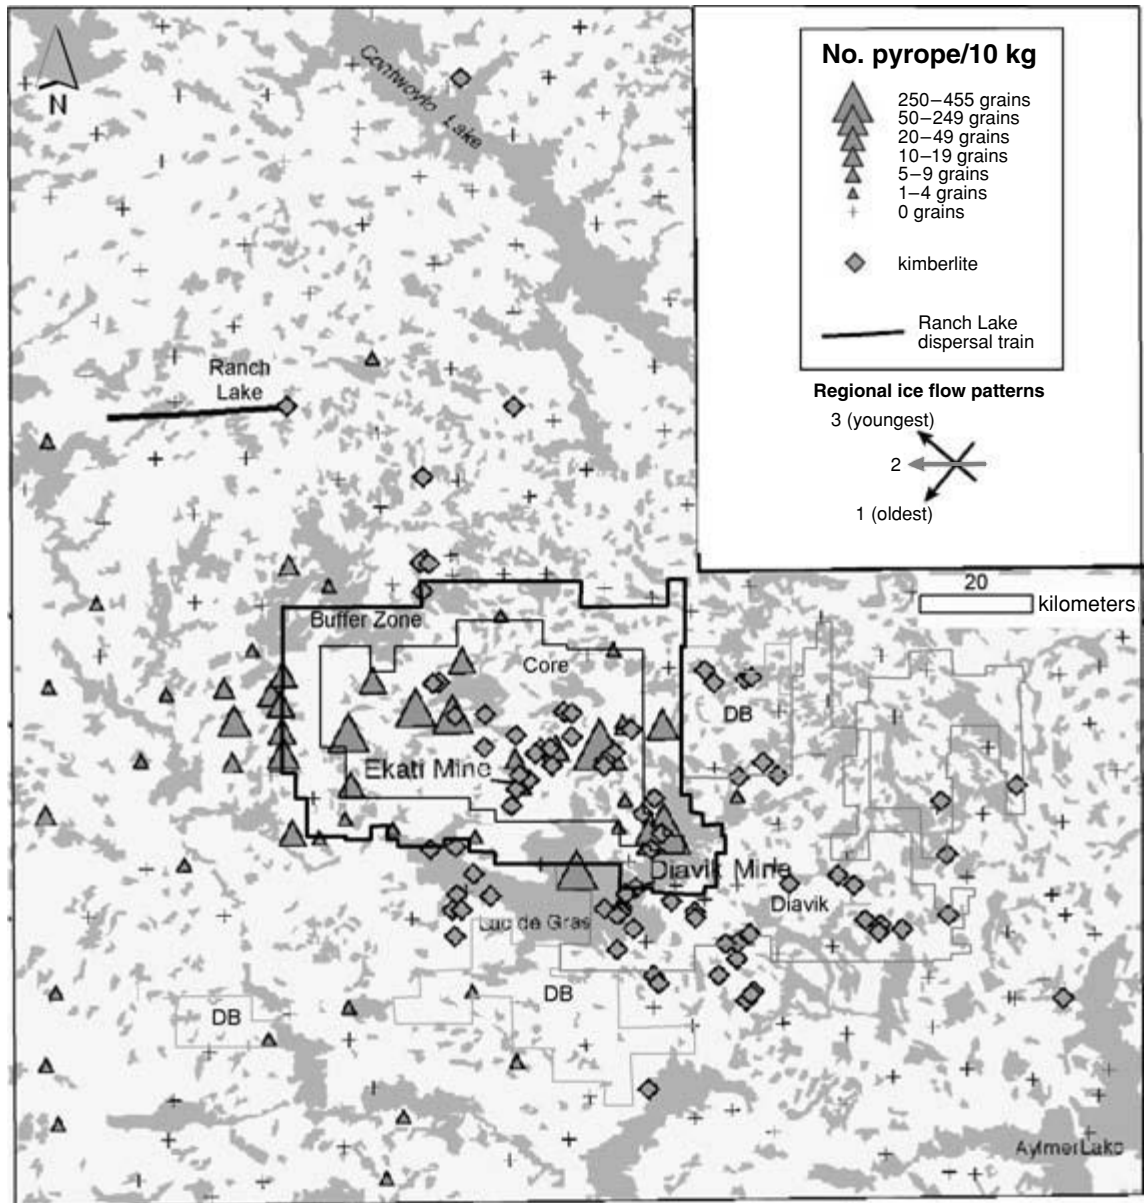 No. pyrope/10 kg
250–455 grains
50–249 grains
20–49 grains
10–19 grains
5–9 grains
1–4 grains
0 grains
kimberlite
Ranch Lake
dispersal train
Regional ice flow patterns
3 (youngest)
2
1 (oldest)
20
kilometers
N
Contwoyto Lake
Ranch
Lake
Buffer Zone
Core
DB
Ekati Mine
Diavik Mine
Diavik
Lac de Gras
DB
DB
Aylmer Lake